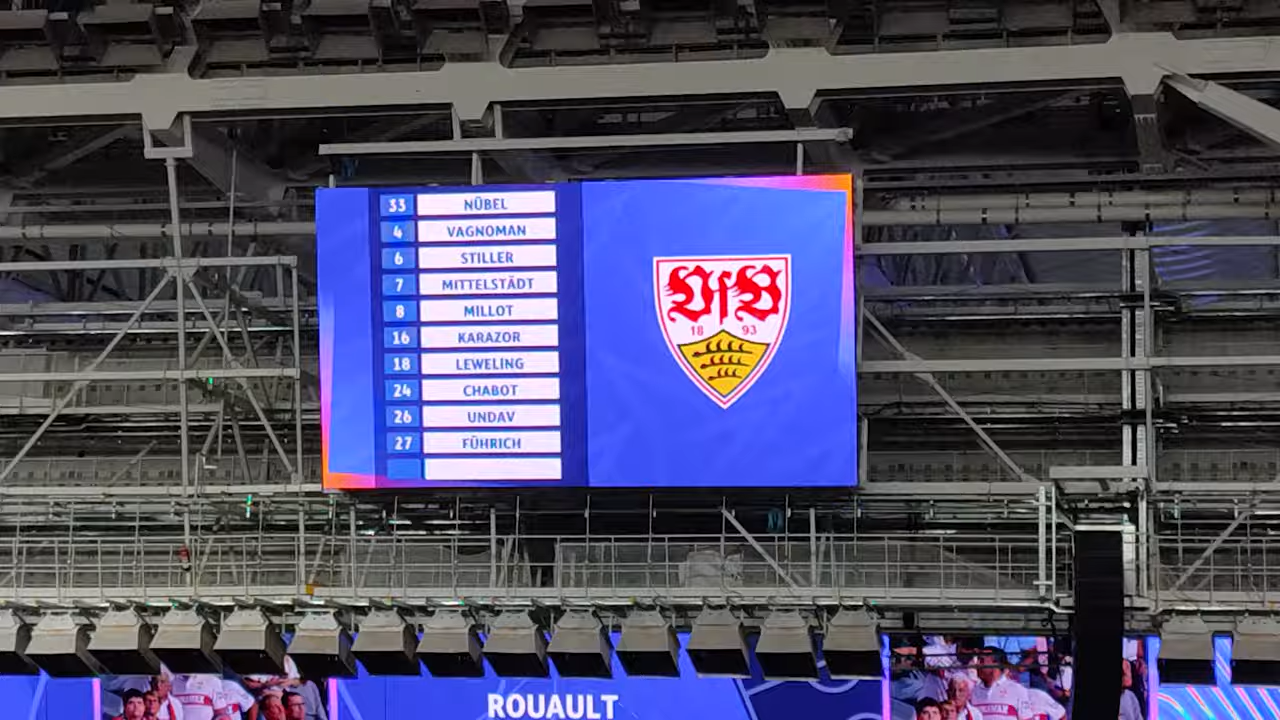 33 NÜBEL
4 VAGNOMAN
6 STILLER
7 MITTELSTÄDT
8 MILLOT
16 KARAZOR
18 LEWELING
24 CHABOT
26 UNDAV
27 FÜHRICH
VfB
18 93
ROUAULT